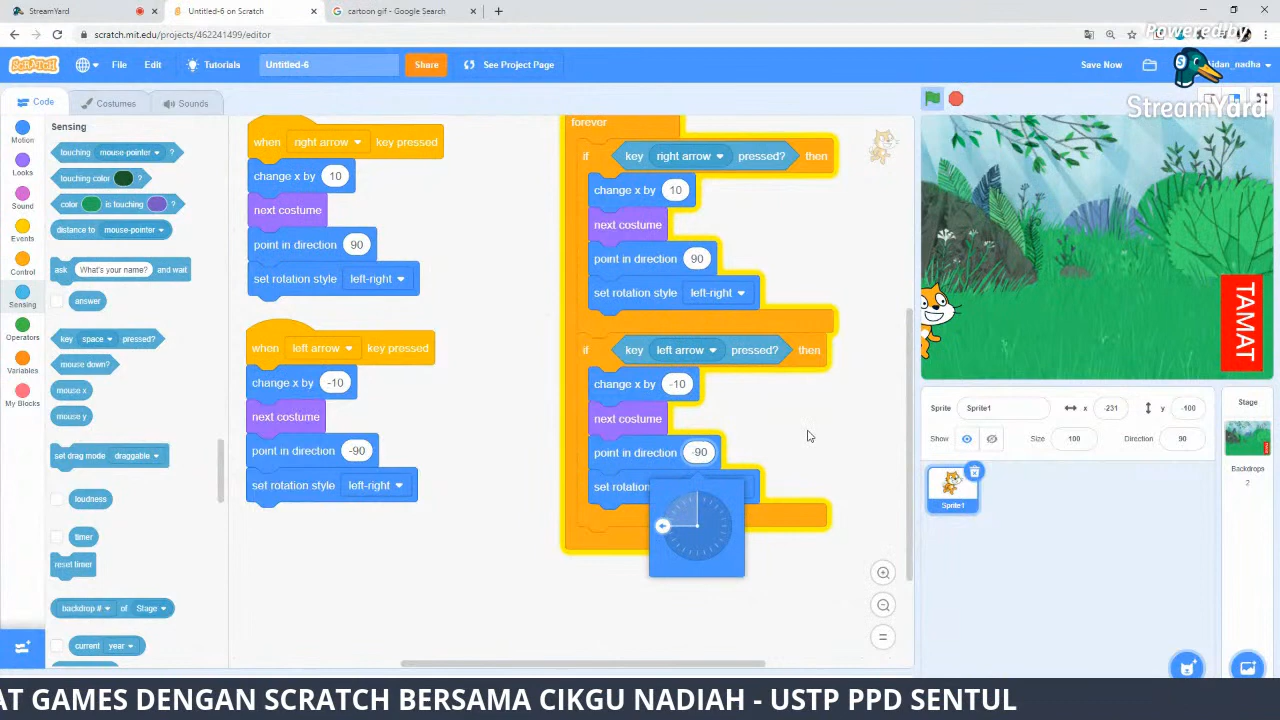 StreamYard
Untitled-6 on Scratch
cartoon gif - Google Search
scratch.mit.edu/projects/462241499/editor
Powered by
StreamYard
SCRATCH
File
Edit
Tutorials
Untitled-6
Share
See Project Page
Save Now
idan_nadha
Code
Costumes
Sounds
Motion
Looks
Sound
Events
Control
Sensing
Operators
Variables
My Blocks
Sensing
touching mouse-pointer ?
touching color ?
color is touching ?
distance to mouse-pointer
ask What's your name? and wait
answer
key space pressed?
mouse down?
mouse x
mouse y
set drag mode draggable
loudness
timer
reset timer
backdrop # of Stage
current year
when right arrow key pressed
change x by 10
next costume
point in direction 90
set rotation style left-right
when left arrow key pressed
change x by -10
next costume
point in direction -90
set rotation style left-right
forever
if key right arrow pressed? then
change x by 10
next costume
point in direction 90
set rotation style left-right
if key left arrow pressed? then
change x by -10
next costume
point in direction -90
set rotation
TAMAT
Sprite Sprite1 x -231 y -100
Show Size 100 Direction 90
Sprite1
Stage
Backdrops
2
AT GAMES DENGAN SCRATCH BERSAMA CIKGU NADIAH - USTP PPD SENTUL